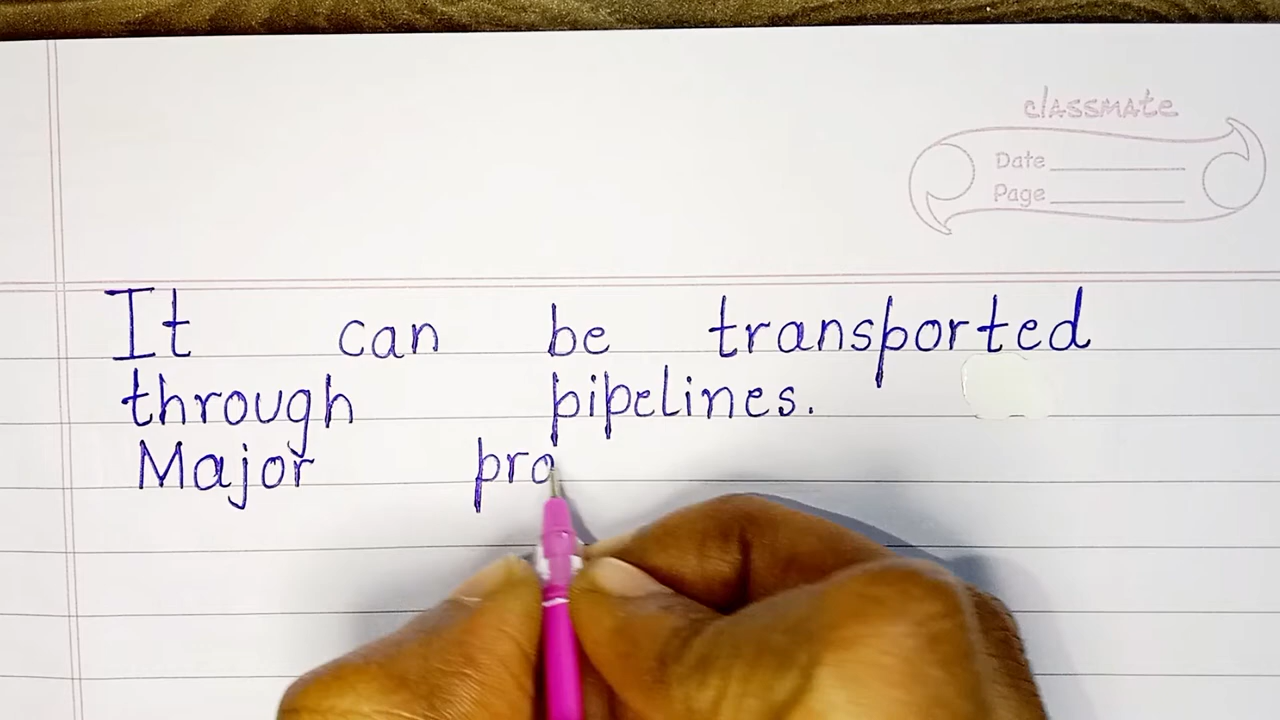 classmate
Date
Page
It can be transported
through pipelines.
Major pro